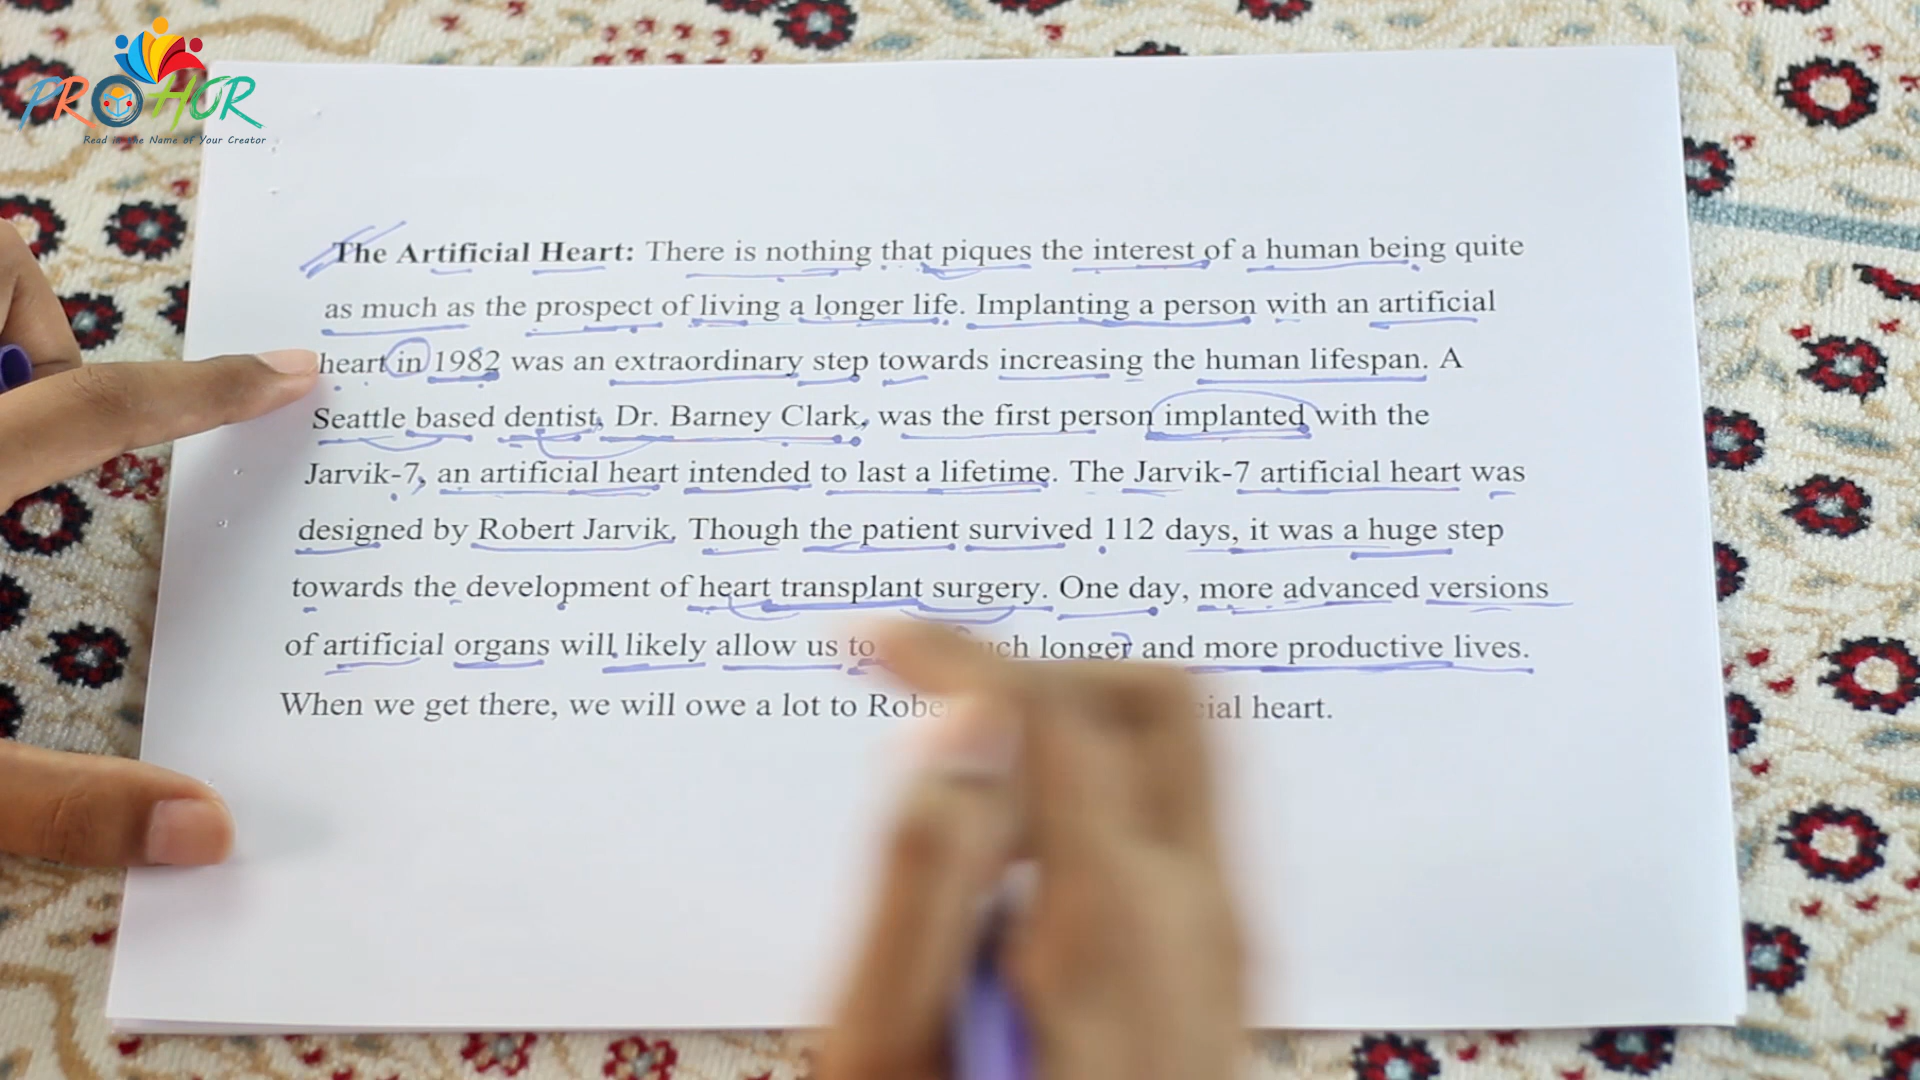 PROHOR
Read in the Name of Your Creator
The Artificial Heart: There is nothing that piques the interest of a human being quite
as much as the prospect of living a longer life. Implanting a person with an artificial
heart in 1982 was an extraordinary step towards increasing the human lifespan. A
Seattle based dentist, Dr. Barney Clark, was the first person implanted with the
Jarvik-7, an artificial heart intended to last a lifetime. The Jarvik-7 artificial heart was
designed by Robert Jarvik. Though the patient survived 112 days, it was a huge step
towards the development of heart transplant surgery. One day, more advanced versions
of artificial organs will likely allow us to longer and more productive lives.
When we get there, we will owe a lot to heart.